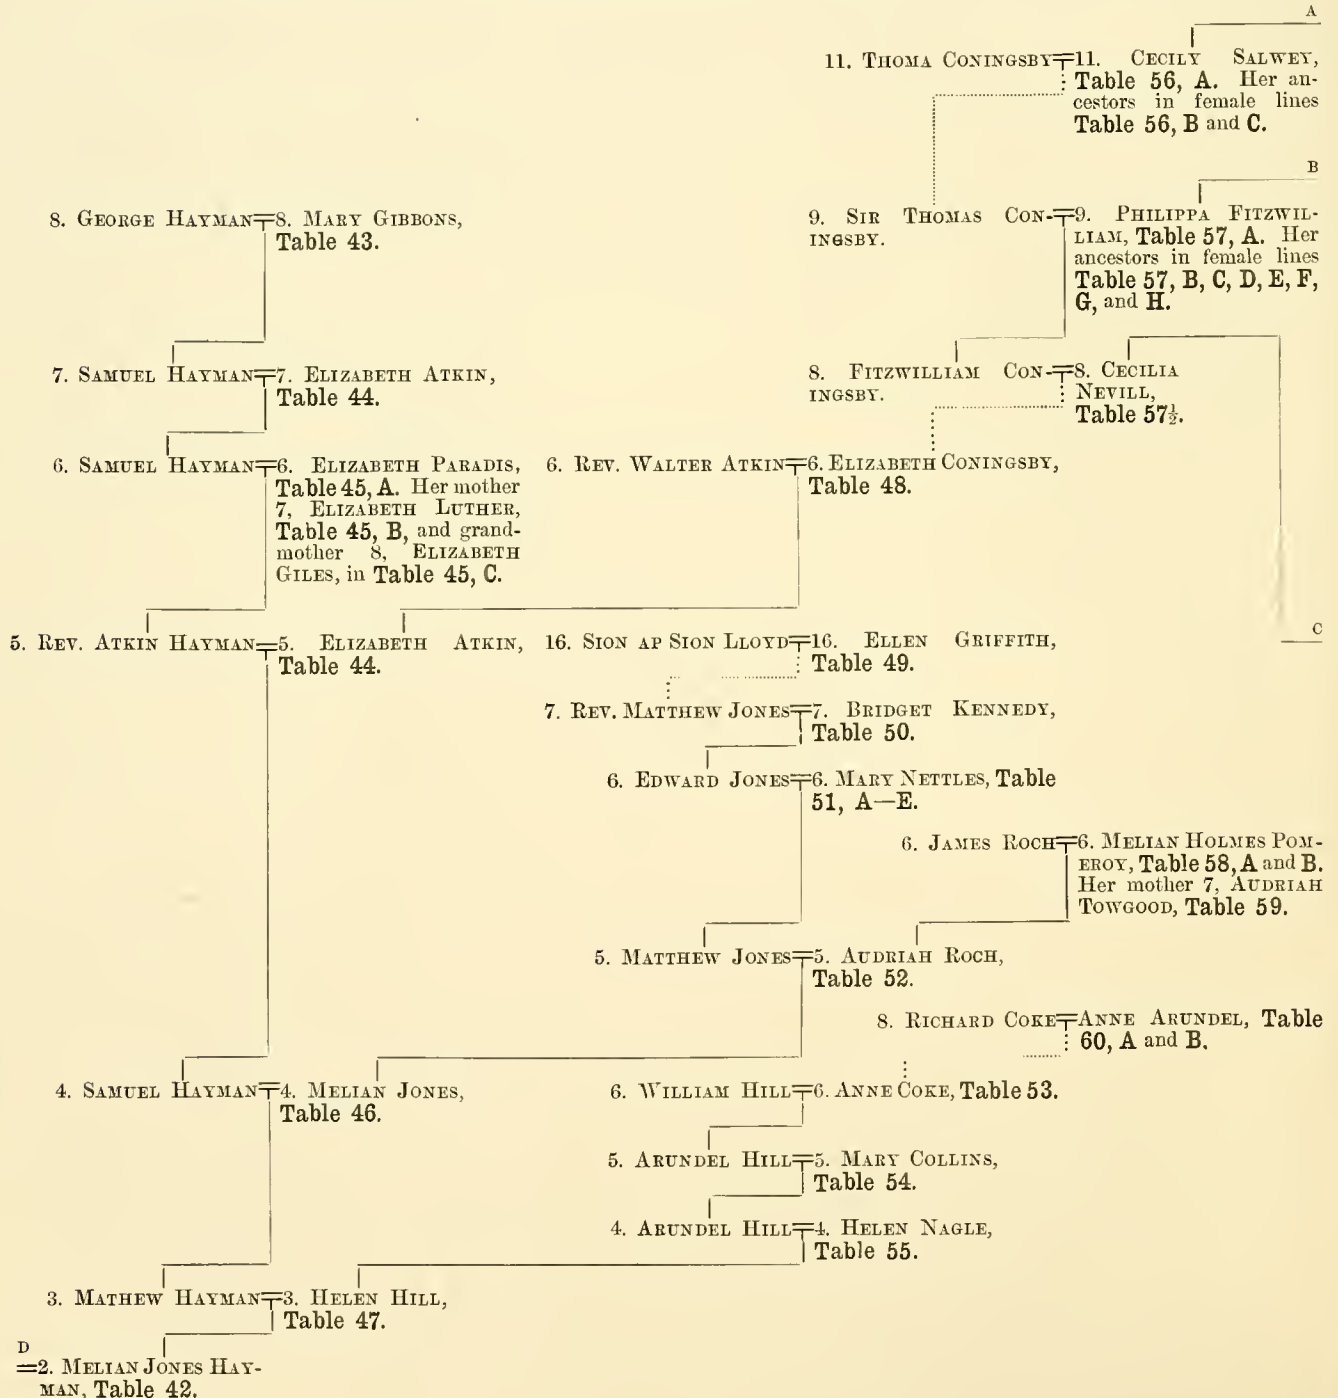 A
11. THOMA CONINGSBY=11. CECILY SALWEY,
Table 56, A. Her an-
cestors in female lines
Table 56, B and C.
B
8. GEORGE HAYMAN=8. MARY GIBBONS,
Table 43.
9. SIR THOMAS CON-=9. PHILIPPA FITZWIL-
INGSBY. LIAM, Table 57, A. Her
ancestors in female lines
Table 57, B, C, D, E, F,
G, and H.
7. SAMUEL HAYMAN=7. ELIZABETH ATKIN,
Table 44.
8. FITZWILLIAM CON-=8. CECILIA
INGSBY. NEVILL,
Table 57½.
6. SAMUEL HAYMAN=6. ELIZABETH PARADIS,
Table 45, A. Her mother
7, ELIZABETH LUTHER,
Table 45, B, and grand-
mother 8, ELIZABETH
GILES, in Table 45, C.
6. REV. WALTER ATKIN=6. ELIZABETH CONINGSBY,
Table 48.
C
5. REV. ATKIN HAYMAN=5. ELIZABETH ATKIN,
Table 44.
16. SION AP SION LLOYD=16. ELLEN GRIFFITH,
Table 49.
7. REV. MATTHEW JONES=7. BRIDGET KENNEDY,
Table 50.
6. EDWARD JONES=6. MARY NETTLES, Table
51, A—E.
6. JAMES ROCH=6. MELIAN HOLMES POM-
EROY, Table 58, A and B.
Her mother 7, AUDRIAH
TOWGOOD, Table 59.
5. MATTHEW JONES=5. AUDRIAH ROCH,
Table 52.
8. RICHARD COKE=ANNE ARUNDEL, Table
60, A and B.
4. SAMUEL HAYMAN=4. MELIAN JONES,
Table 46.
6. WILLIAM HILL=6. ANNE COKE, Table 53.
5. ARUNDEL HILL=5. MARY COLLINS,
Table 54.
4. ARUNDEL HILL=4. HELEN NAGLE,
Table 55.
3. MATHEW HAYMAN=3. HELEN HILL,
Table 47.
D
=2. MELIAN JONES HAY-
MAN, Table 42.